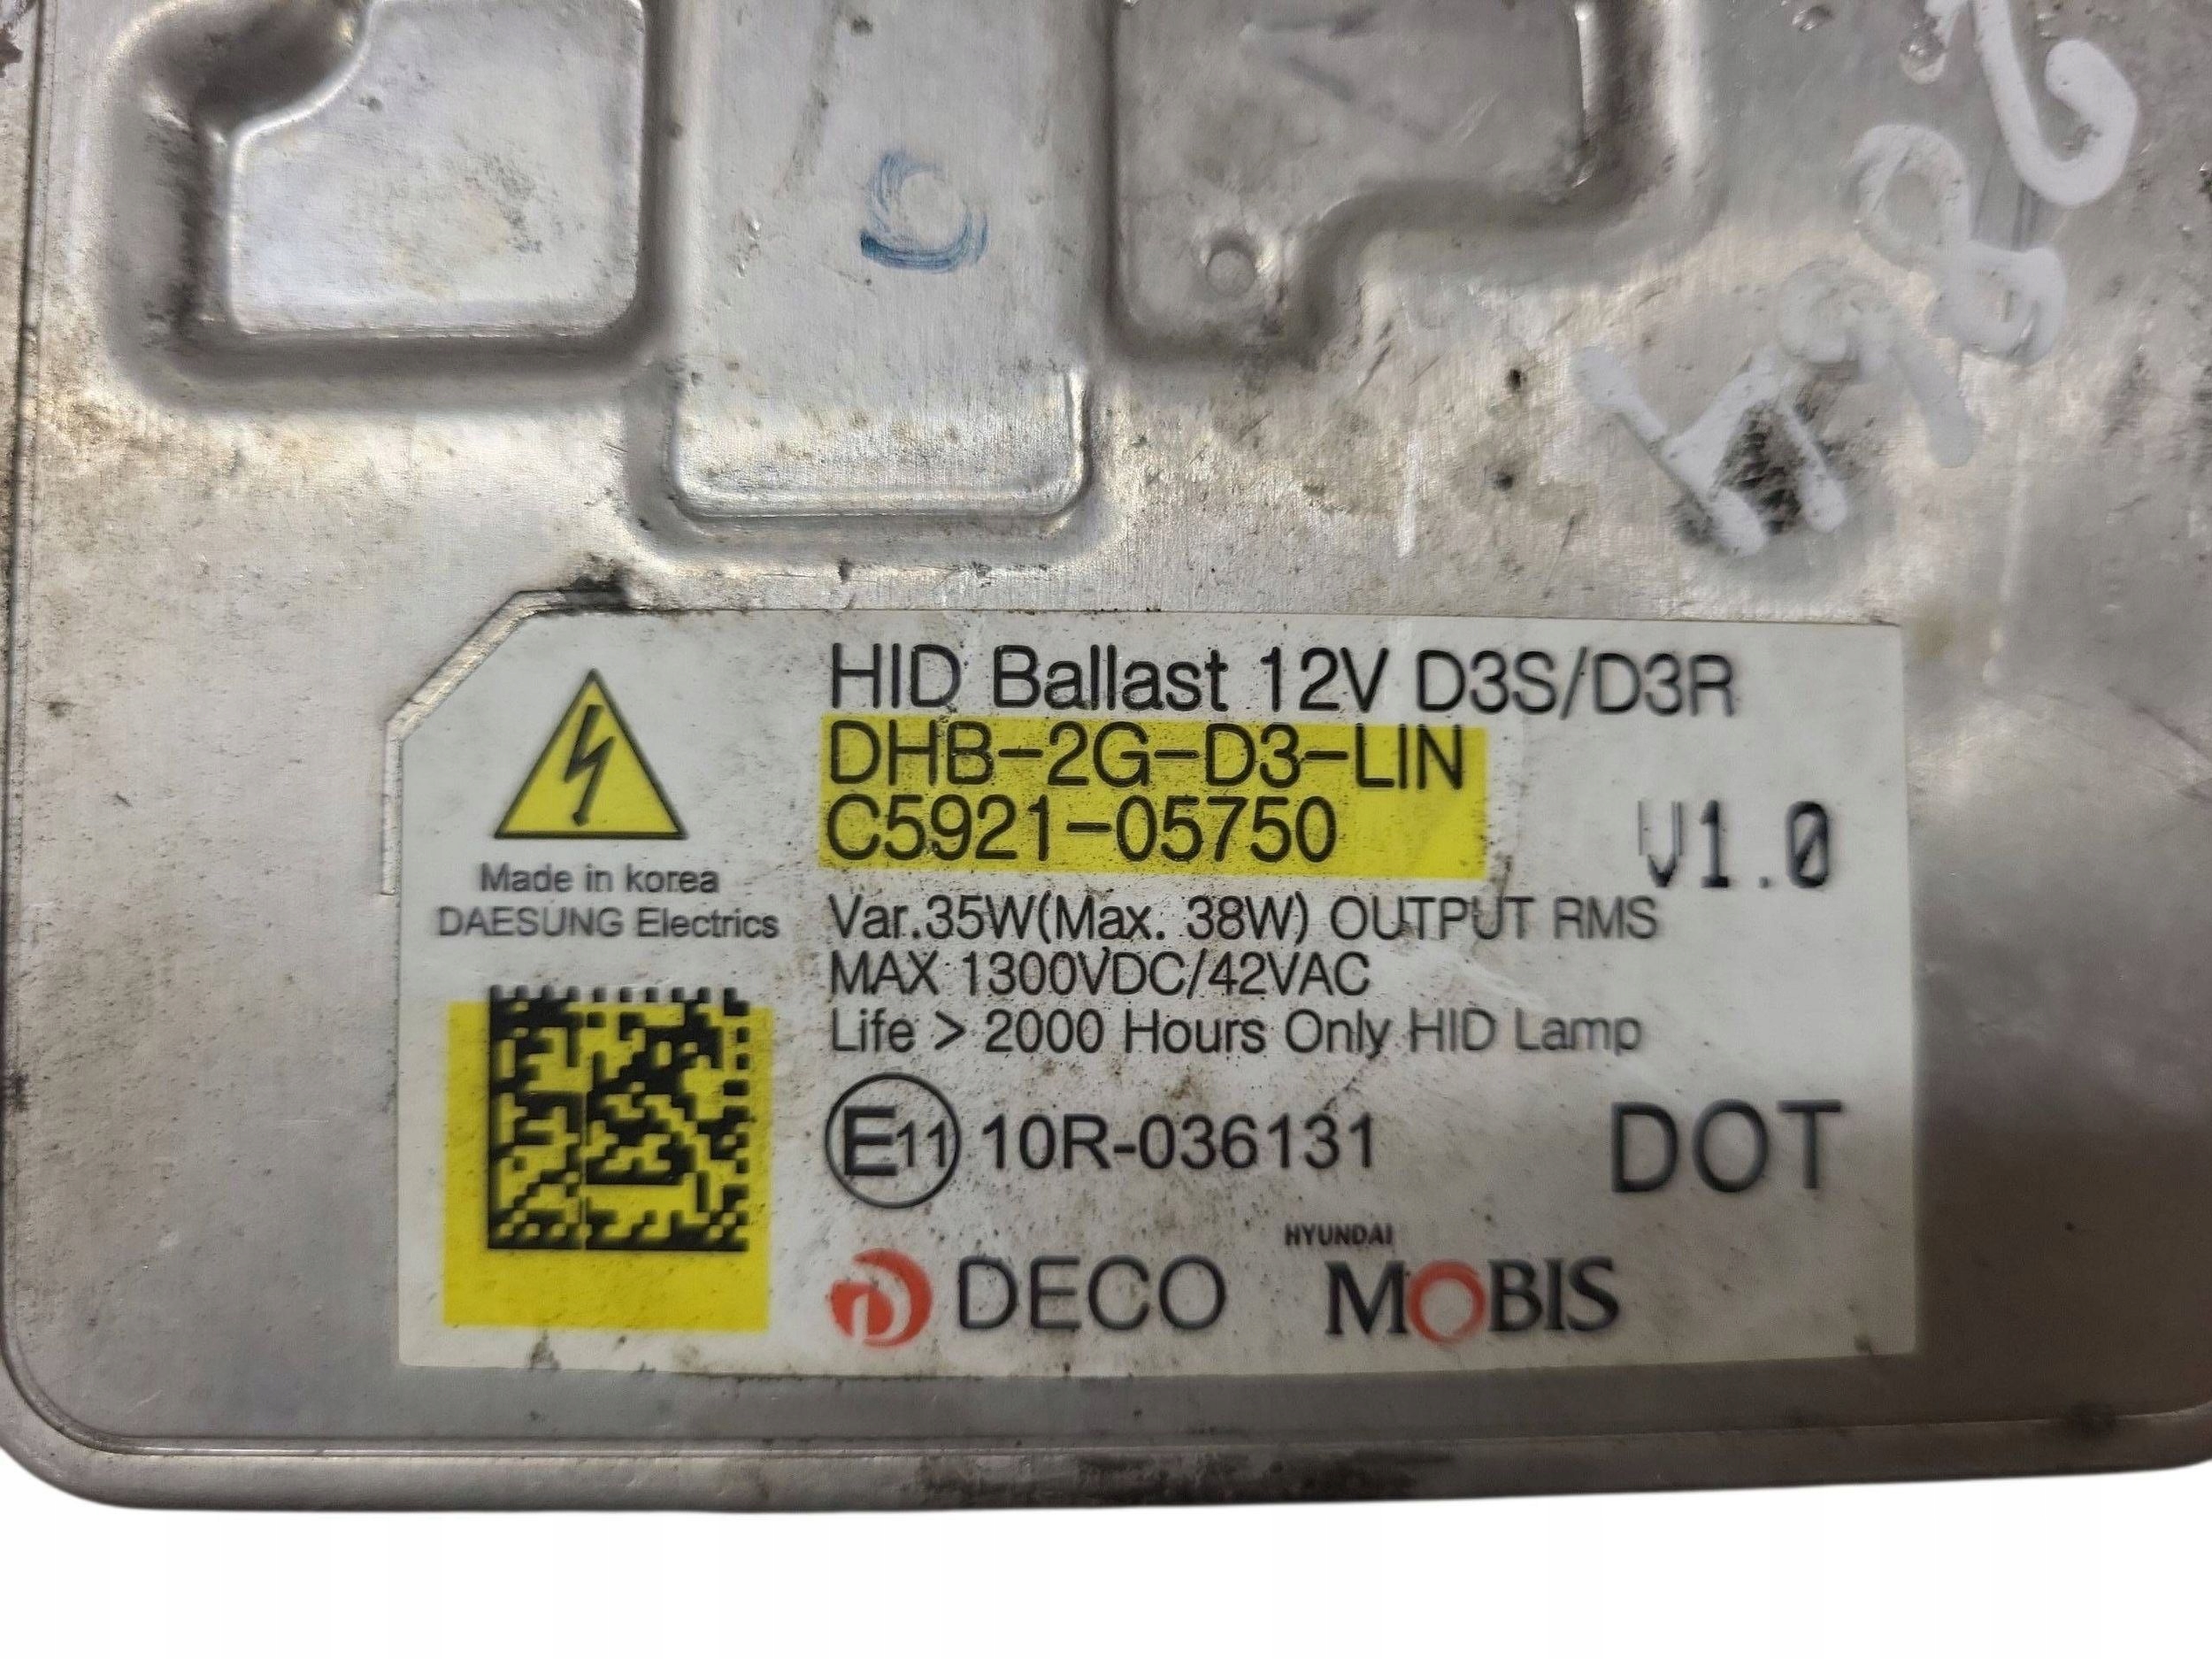 HID Ballast 12V D3S/D3R
DHB-2G-D3-LIN
C5921-05750
V1.0
Made in korea
DAESUNG Electrics
Var.35W(Max. 38W) OUTPUT RMS
MAX 1300VDC/42VAC
Life > 2000 Hours Only HID Lamp
E11 10R-036131
DOT
DECO
HYUNDAI
MOBIS